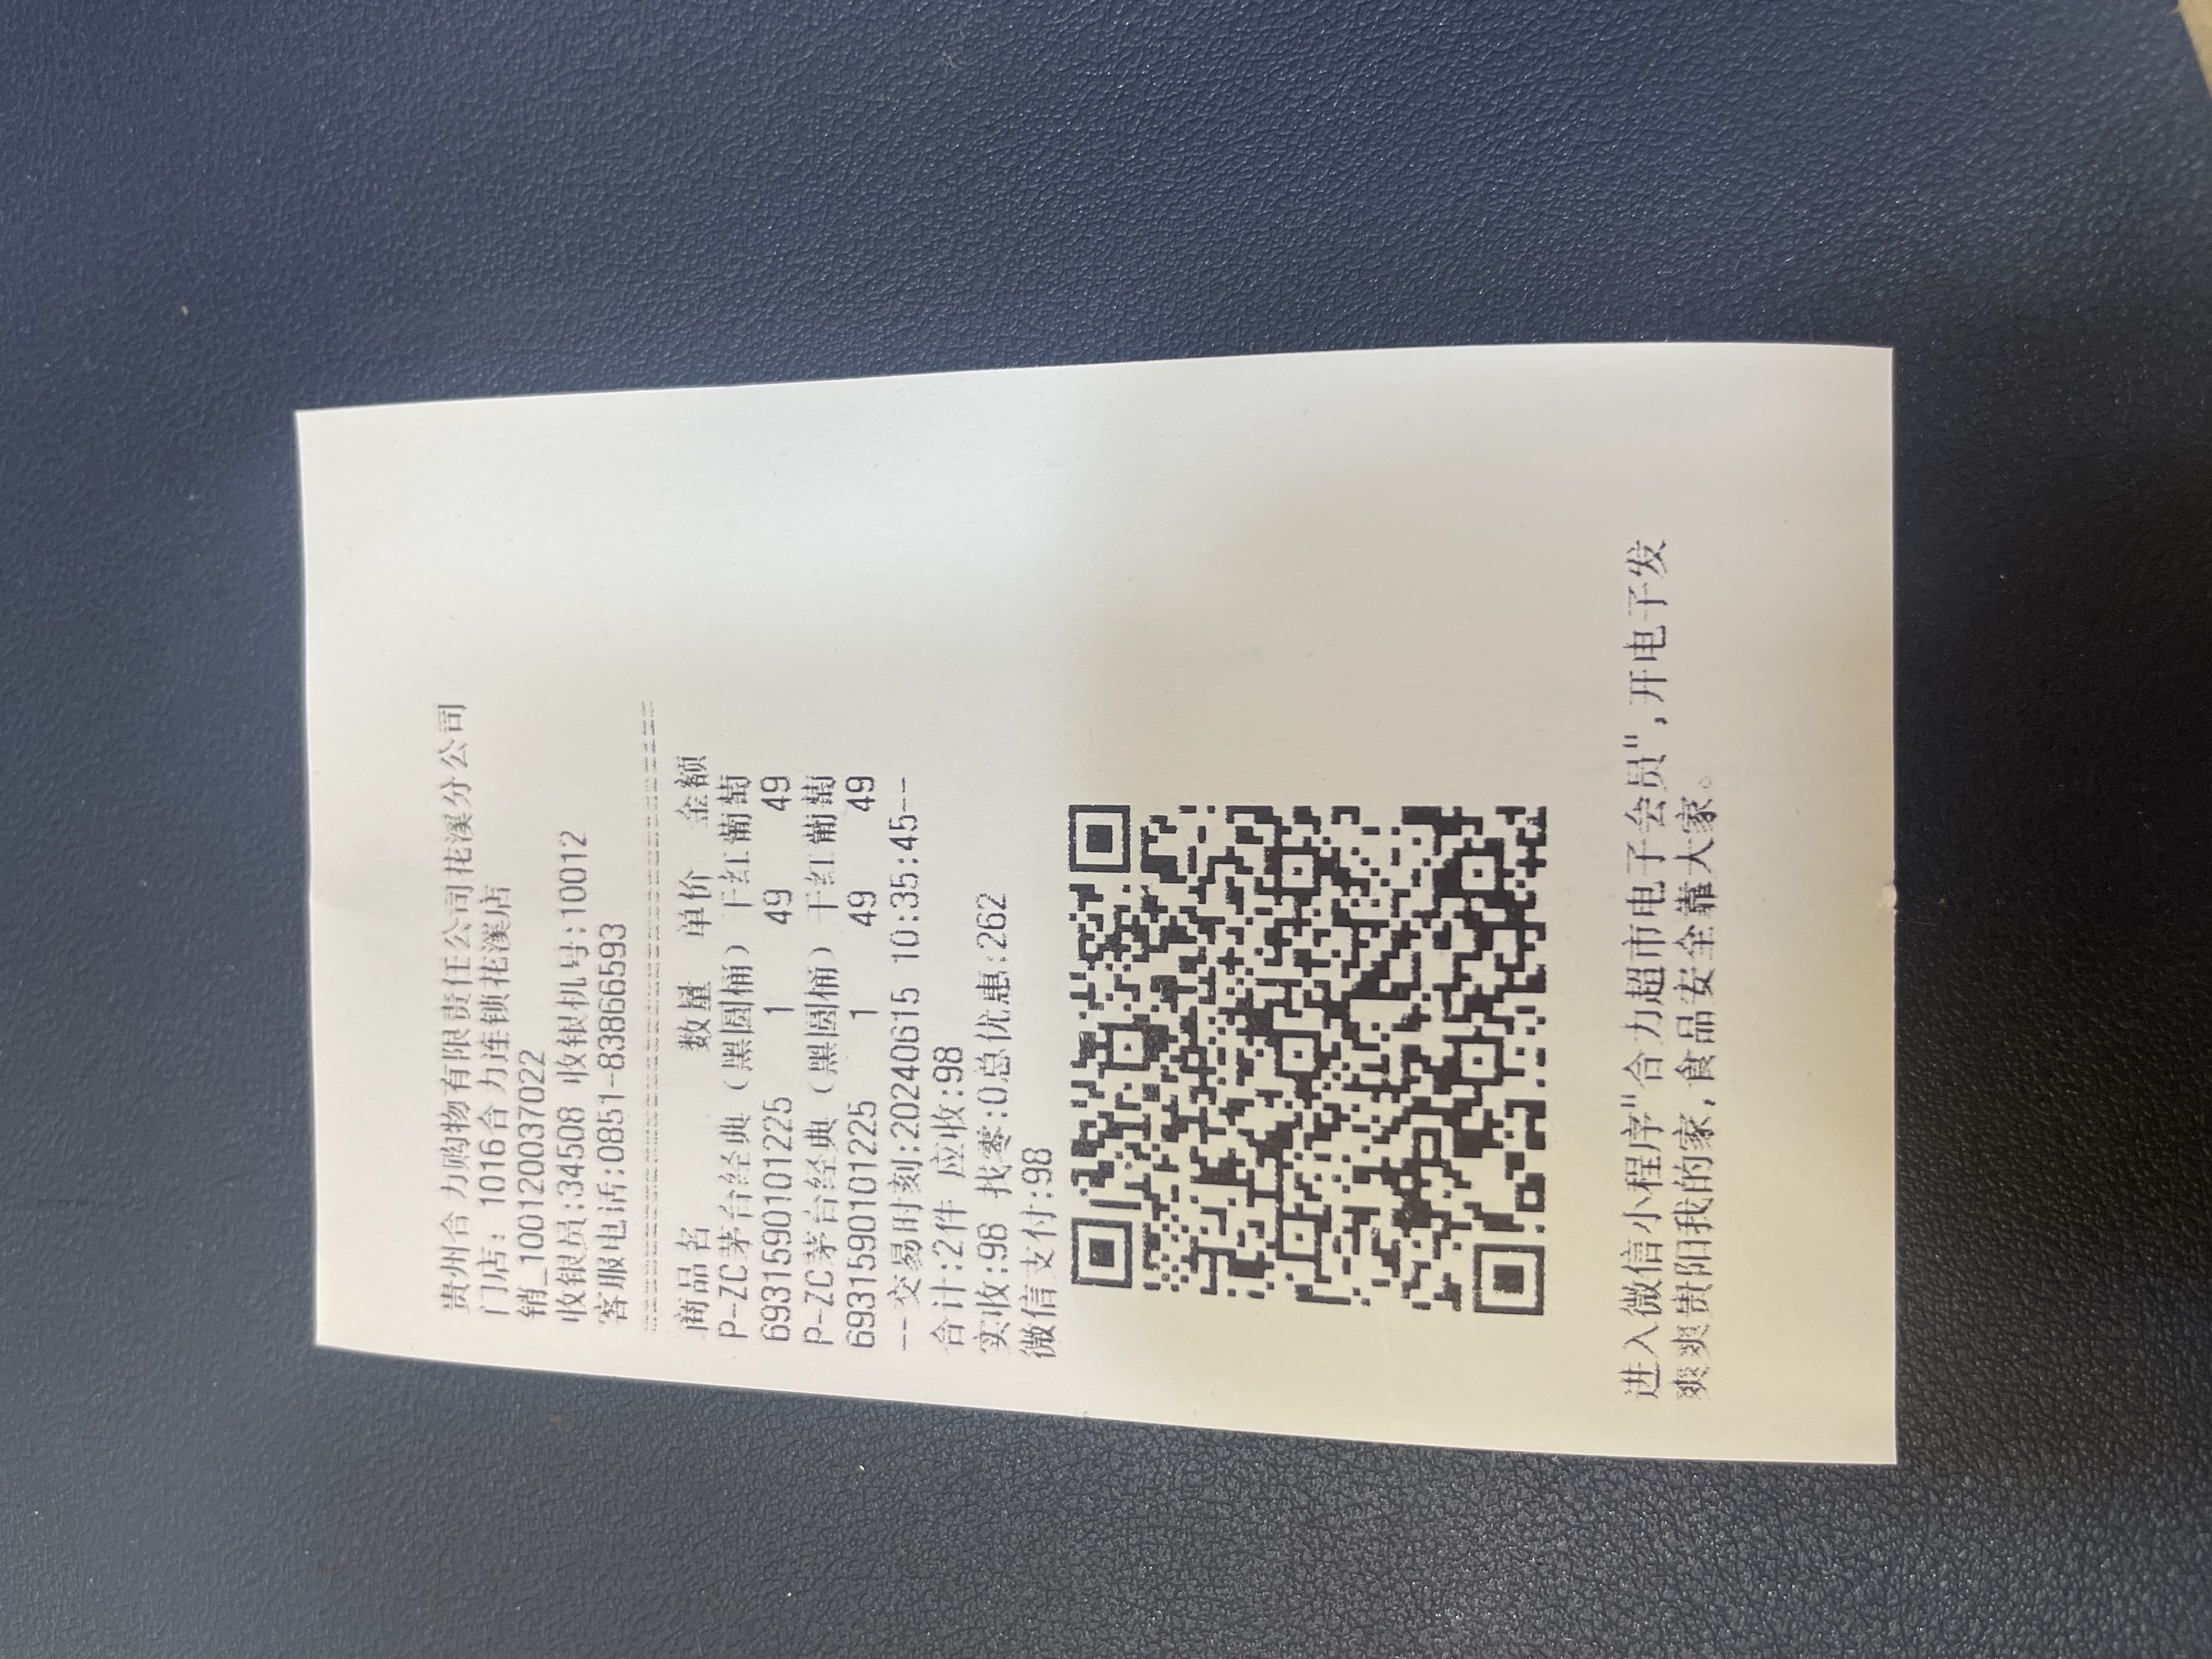 贵州合力购物有限责任公司花溪分公司
门店: 1016合力连锁花溪店
销_100120037022
收银员:34508 收银机号:10012
客服电话:0851-83866593
商品名 数量 单价 金额
P-ZC茅台经典（黑圆桶）干红葡萄
6931590101225 1 49 49
P-ZC茅台经典（黑圆桶）干红葡萄
6931590101225 1 49 49
--交易时刻:20240615 10:35:45--
合计:2件 应收:98
实收:98 找零:0总优惠:262
微信支付:98
进入微信小程序"合力超市电子会员",开电子发
爽爽贵阳我的家,食品安全靠大家。